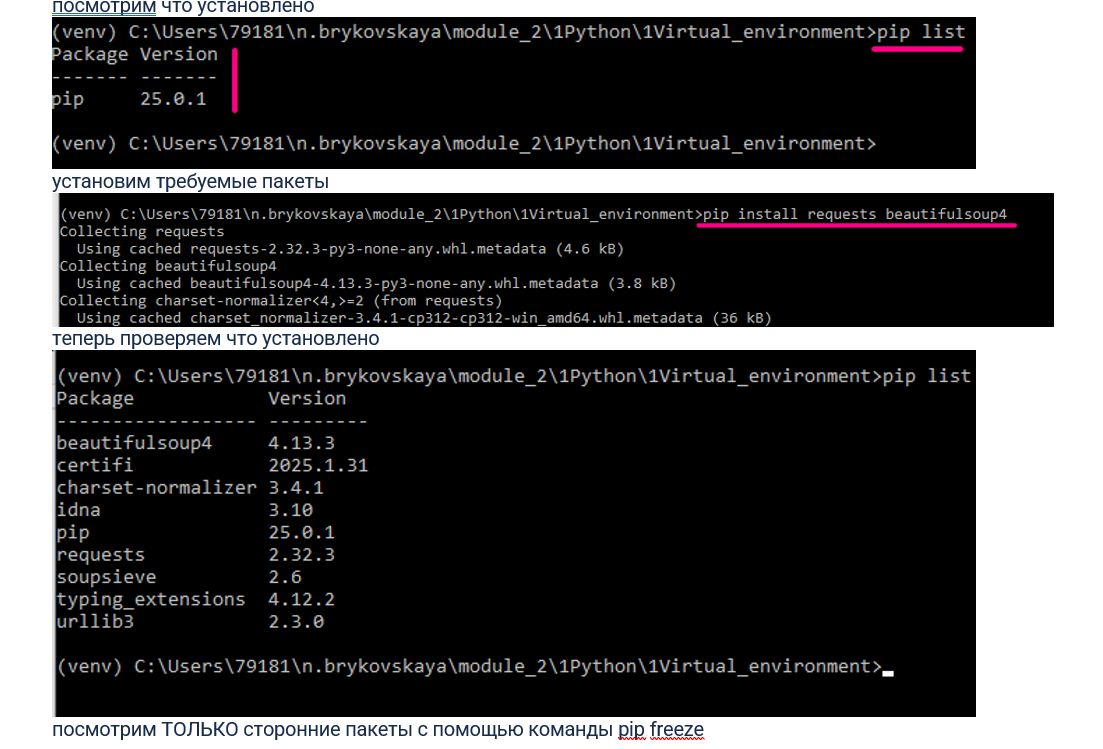 посмотрим что установлено
(venv) C:\Users\79181\n.brykovskaya\module_2\1Python\1Virtual_environment>pip list
Package Version
------- -------
pip     25.0.1
(venv) C:\Users\79181\n.brykovskaya\module_2\1Python\1Virtual_environment>
установим требуемые пакеты
(venv) C:\Users\79181\n.brykovskaya\module_2\1Python\1Virtual_environment>pip install requests beautifulsoup4
Collecting requests
  Using cached requests-2.32.3-py3-none-any.whl.metadata (4.6 kB)
Collecting beautifulsoup4
  Using cached beautifulsoup4-4.13.3-py3-none-any.whl.metadata (3.8 kB)
Collecting charset-normalizer<4,>=2 (from requests)
  Using cached charset_normalizer-3.4.1-cp312-cp312-win_amd64.whl.metadata (36 kB)
теперь проверяем что установлено
(venv) C:\Users\79181\n.brykovskaya\module_2\1Python\1Virtual_environment>pip list
Package            Version
------------------ ---------
beautifulsoup4     4.13.3
certifi            2025.1.31
charset-normalizer 3.4.1
idna               3.10
pip                25.0.1
requests           2.32.3
soupsieve          2.6
typing_extensions  4.12.2
urllib3            2.3.0
(venv) C:\Users\79181\n.brykovskaya\module_2\1Python\1Virtual_environment>
посмотрим ТОЛЬКО сторонние пакеты с помощью команды pip freeze